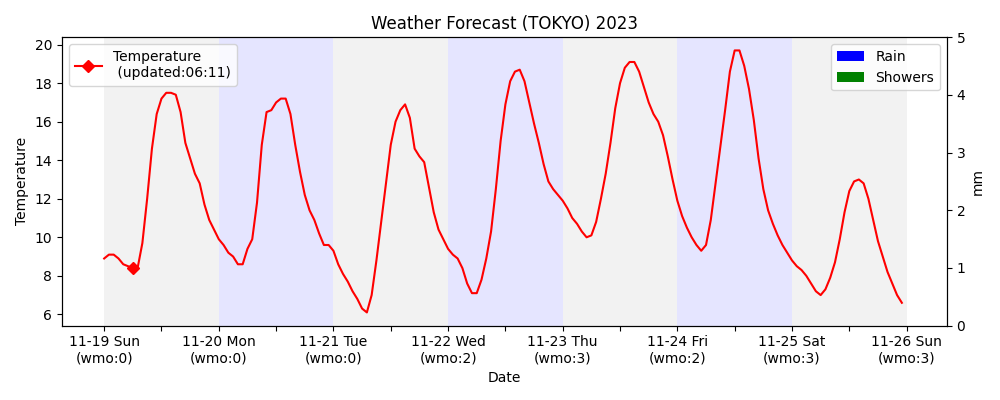 Weather Forecast (TOKYO) 2023
Temperature
(updated:06:11)
Rain
Showers
20
18
16
14
12
10
8
6
Temperature
5
4
3
2
1
0
mm
11-19 Sun
(wmo:0)
11-20 Mon
(wmo:0)
11-21 Tue
(wmo:0)
11-22 Wed
(wmo:2)
11-23 Thu
(wmo:3)
11-24 Fri
(wmo:2)
11-25 Sat
(wmo:3)
11-26 Sun
(wmo:3)
Date